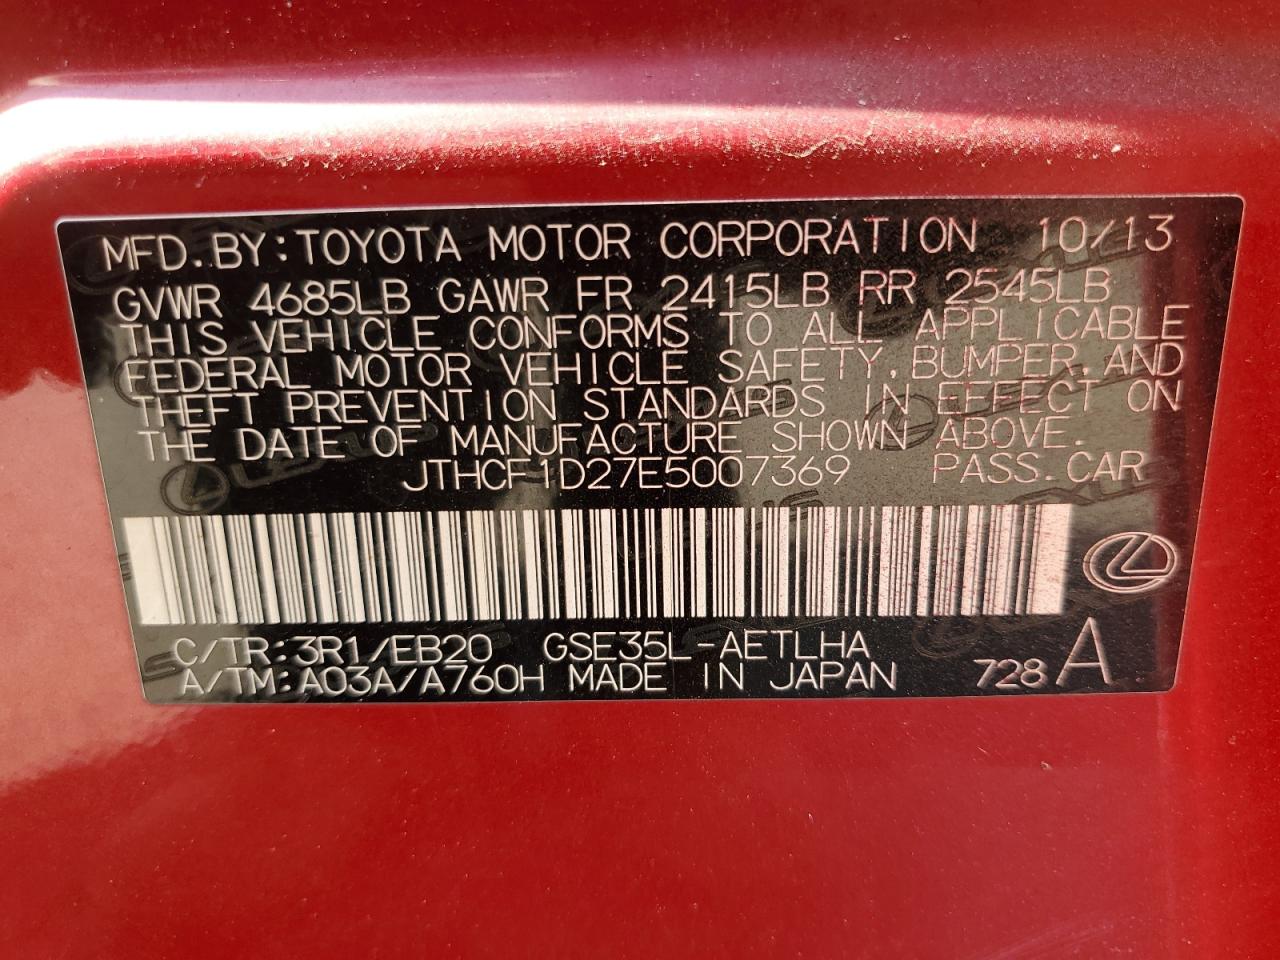 MFD. BY: TOYOTA MOTOR CORPORATION 10/13
GVWR 4685LB GAWR FR 2415LB RR 2545LB
THIS VEHICLE CONFORMS TO ALL APPLICABLE
FEDERAL MOTOR VEHICLE SAFETY, BUMPER, AND
THEFT PREVENTION STANDARDS IN EFFECT ON
THE DATE OF MANUFACTURE SHOWN ABOVE.
JTHCF1D27E5007369 PASS. CAR
C/TR: 3R1/EB20 GSE35L-AETLHA
A/TM: A03A/A760H MADE IN JAPAN 728 A